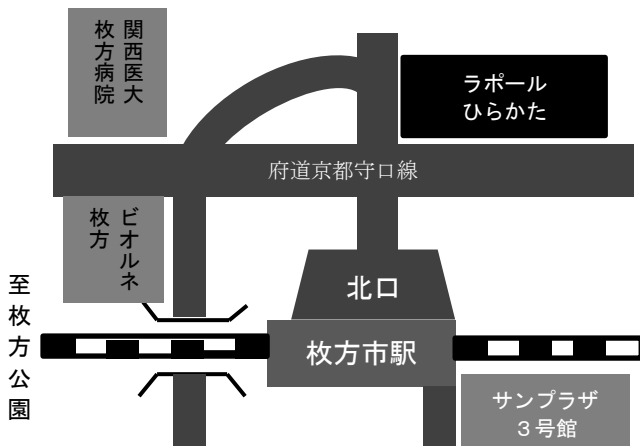 関西医大
枚方病院
ラポール
ひらかた
府道京都守口線
ビオルネ
枚方
至枚方公園
北口
枚方市駅
サンプラザ
３号館